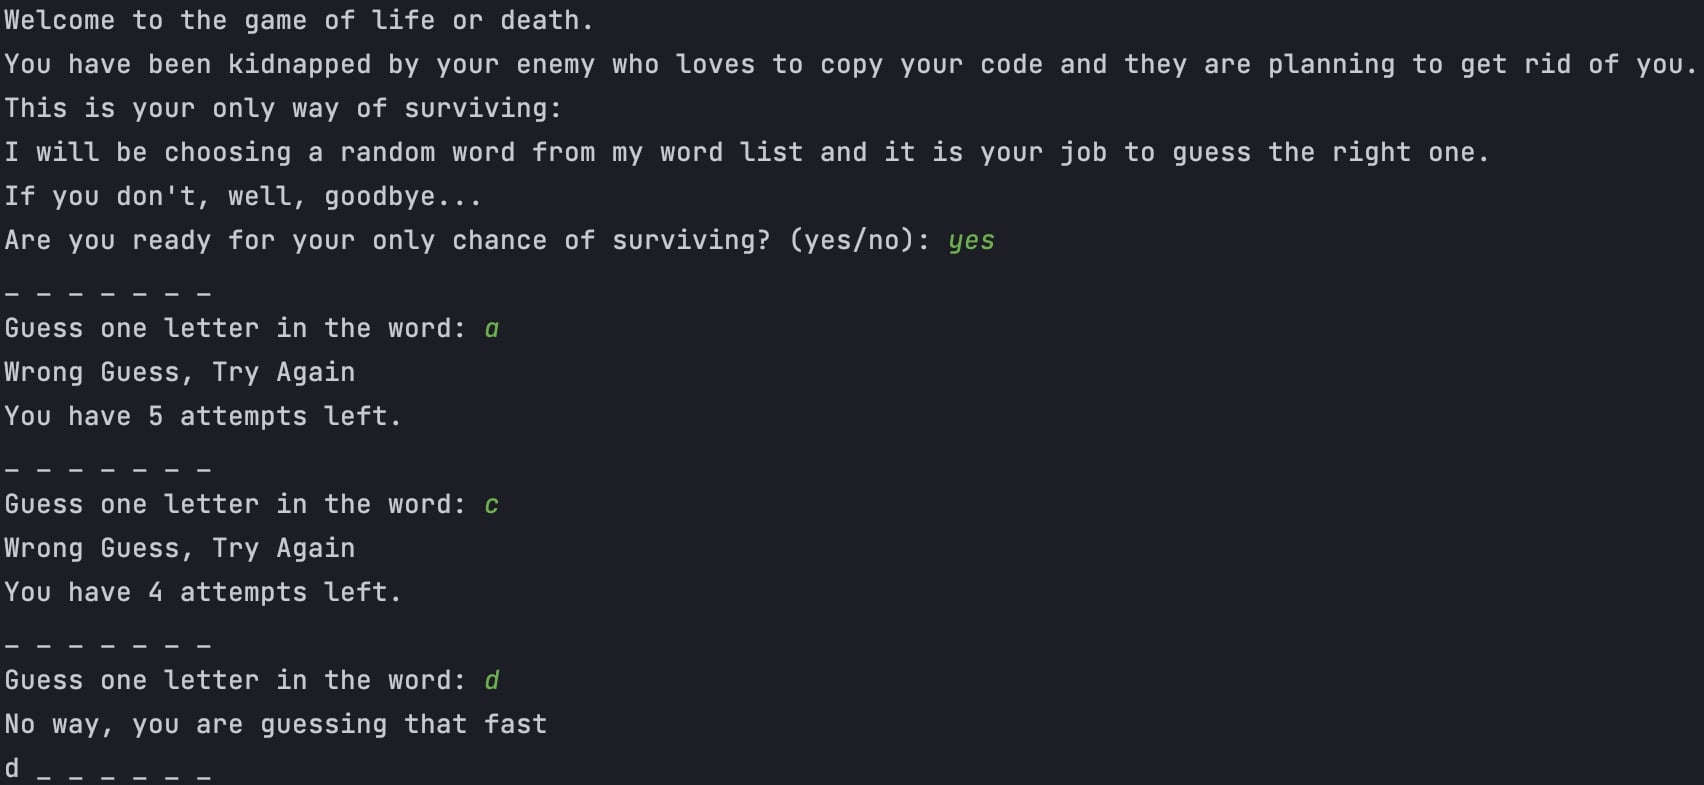 Welcome to the game of life or death.
You have been kidnapped by your enemy who loves to copy your code and they are planning to get rid of you.
This is your only way of surviving:
I will be choosing a random word from my word list and it is your job to guess the right one.
If you don't, well, goodbye...
Are you ready for your only chance of surviving? (yes/no): yes
_ _ _ _ _ _ _
Guess one letter in the word: a
Wrong Guess, Try Again
You have 5 attempts left.
_ _ _ _ _ _ _
Guess one letter in the word: c
Wrong Guess, Try Again
You have 4 attempts left.
_ _ _ _ _ _ _
Guess one letter in the word: d
No way, you are guessing that fast
d _ _ _ _ _ _